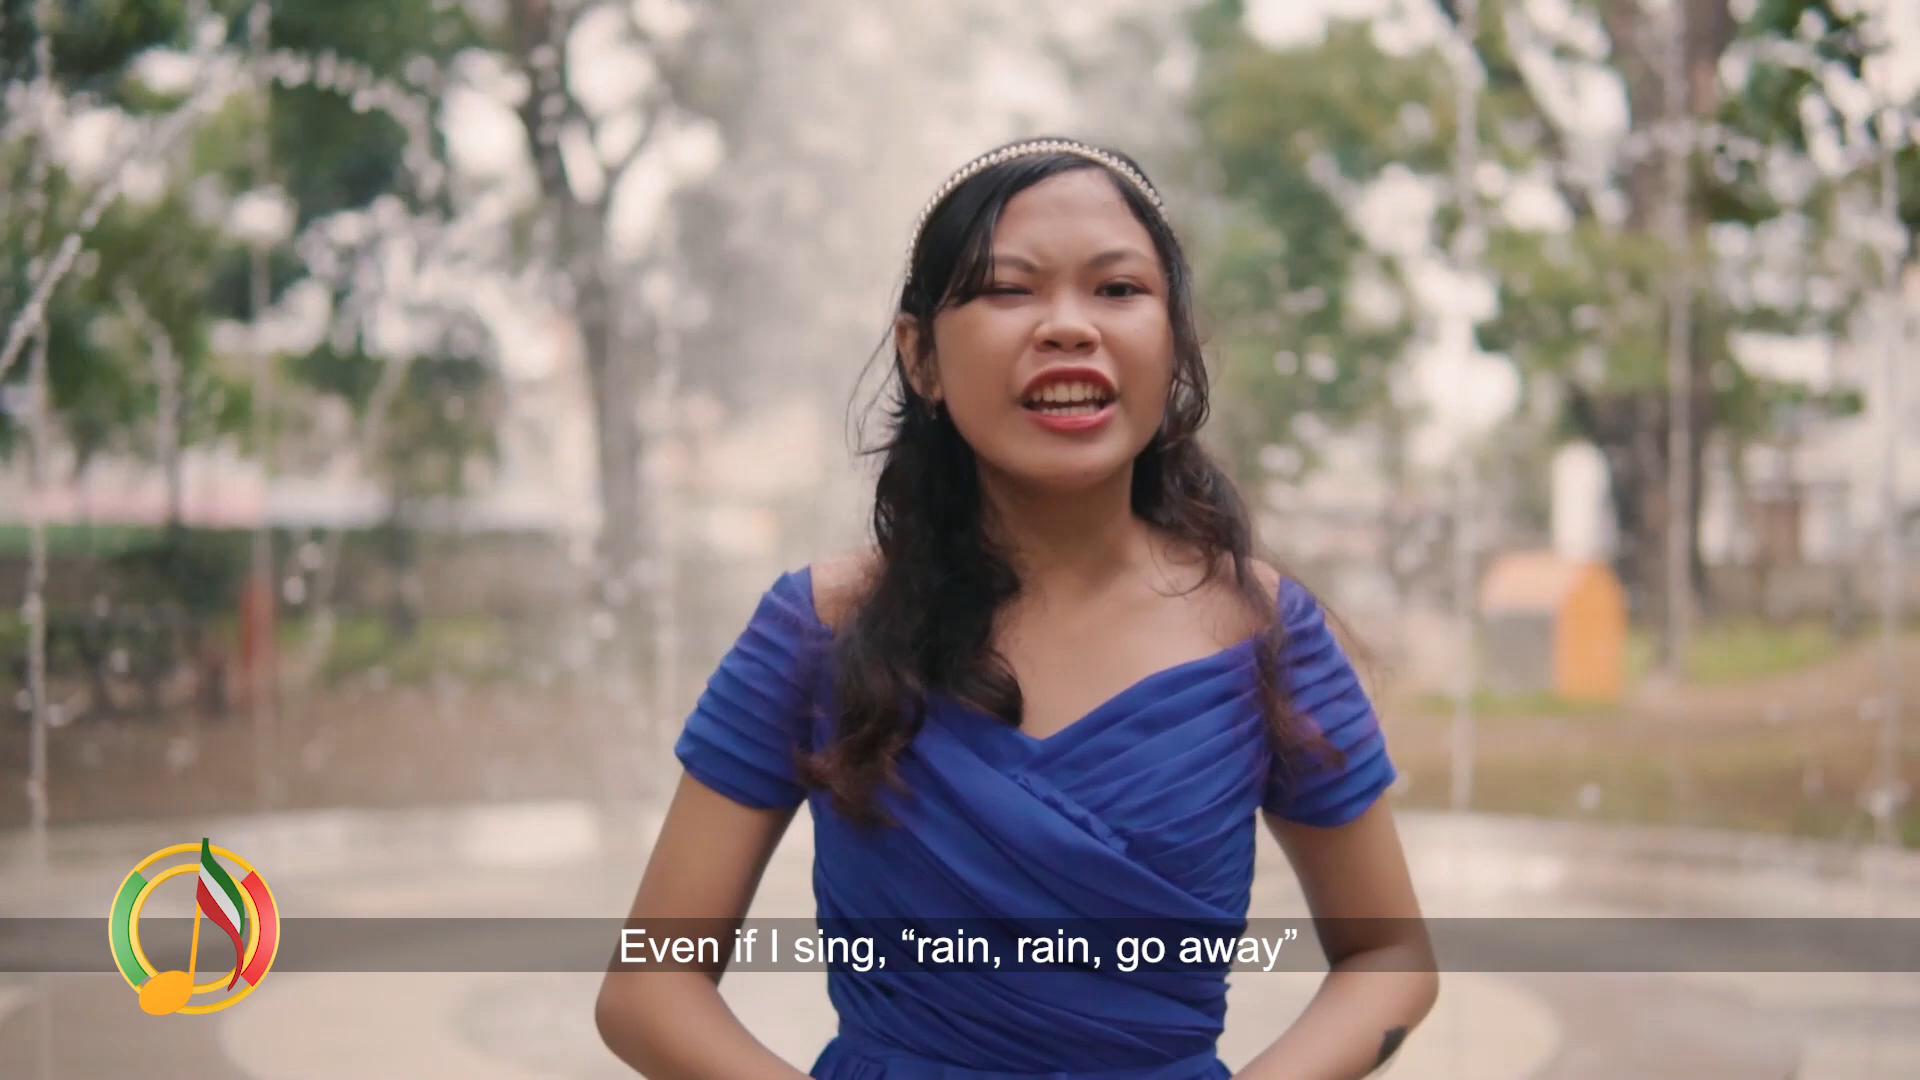 Even if I sing, “rain, rain, go away”